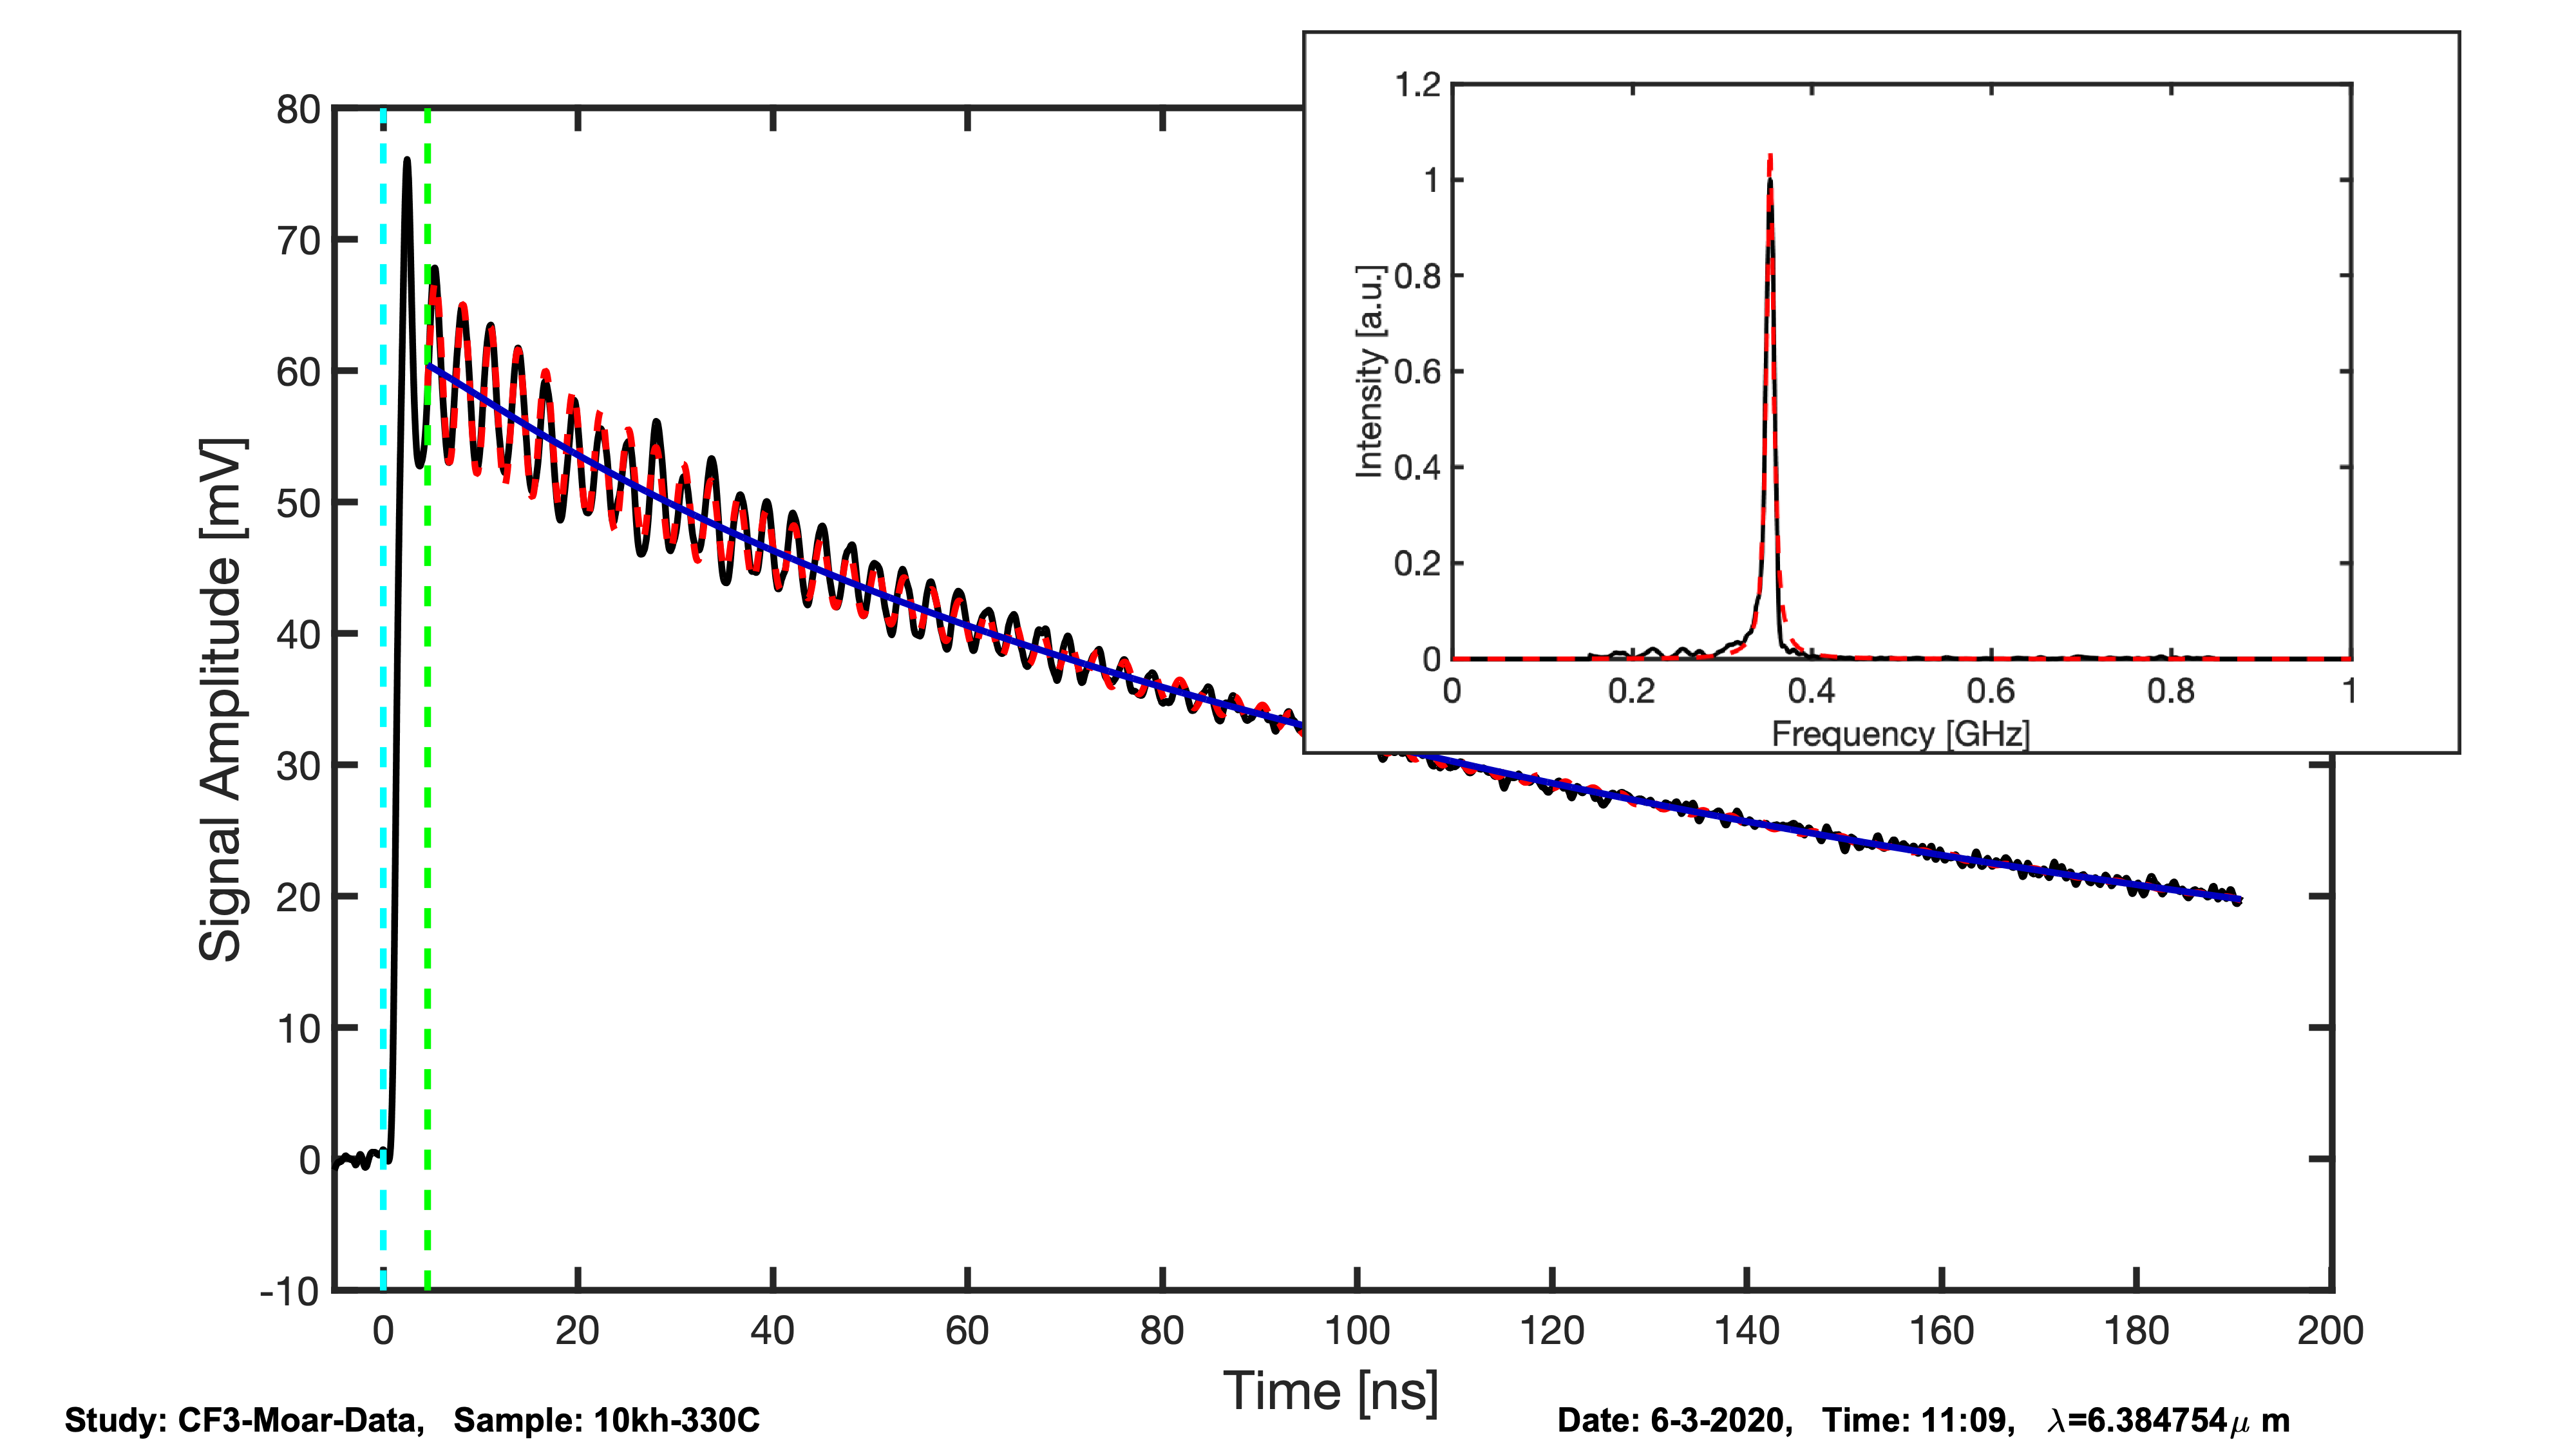 1.2
1
0.8
0.6
0.4
0.2
0
Intensity [a.u.]
0 0.2 0.4 0.6 0.8 1
Frequency [GHz]
80
70
60
50
40
30
20
10
0
-10
Signal Amplitude [mV]
0 20 40 60 80 100 120 140 160 180 200
Time [ns]
Study: CF3-Moar-Data, Sample: 10kh-330C
Date: 6-3-2020, Time: 11:09, λ=6.384754μ m